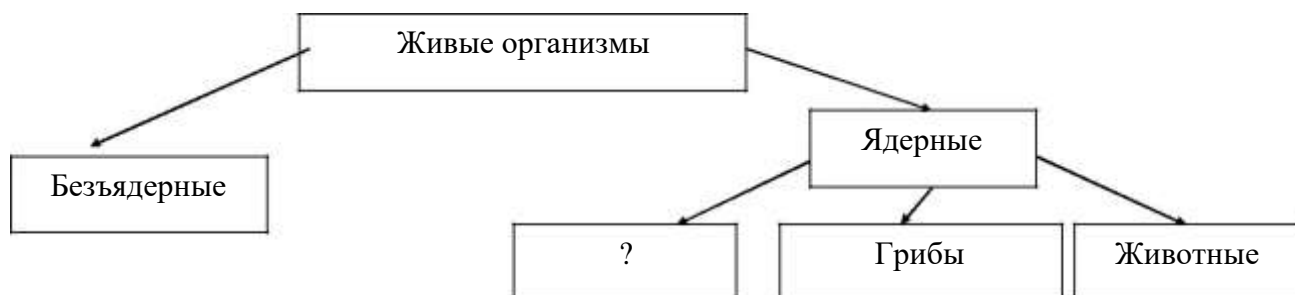 Живые организмы
Ядерные
Безъядерные
?
Грибы
Животные